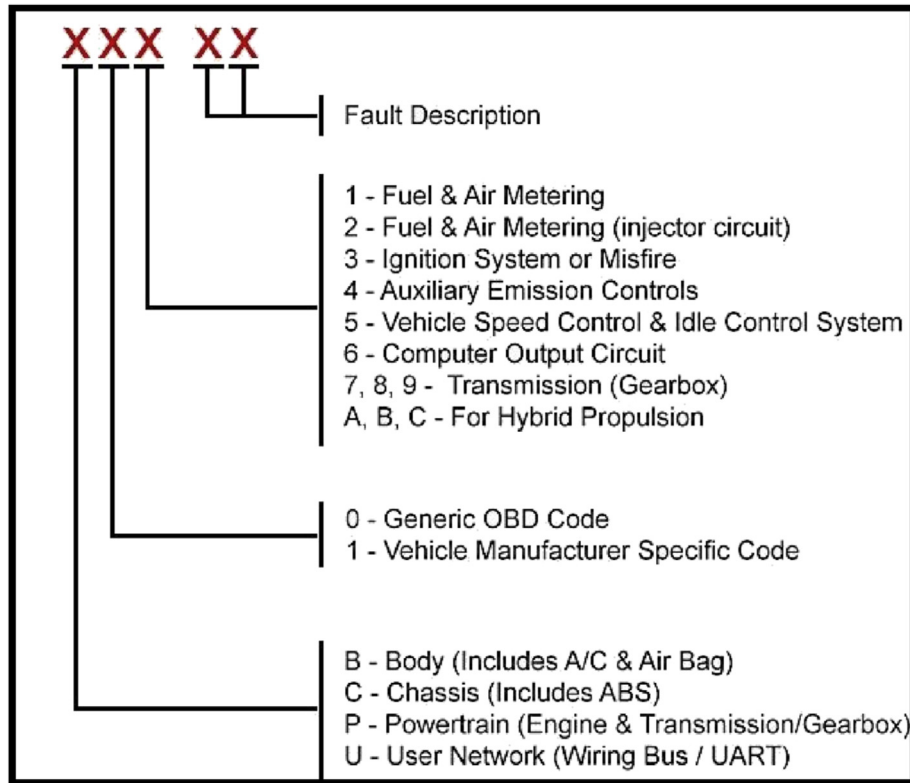 XXX XX
Fault Description
1 - Fuel & Air Metering
2 - Fuel & Air Metering (injector circuit)
3 - Ignition System or Misfire
4 - Auxiliary Emission Controls
5 - Vehicle Speed Control & Idle Control System
6 - Computer Output Circuit
7, 8, 9 - Transmission (Gearbox)
A, B, C - For Hybrid Propulsion
0 - Generic OBD Code
1 - Vehicle Manufacturer Specific Code
B - Body (Includes A/C & Air Bag)
C - Chassis (Includes ABS)
P - Powertrain (Engine & Transmission/Gearbox)
U - User Network (Wiring Bus / UART)